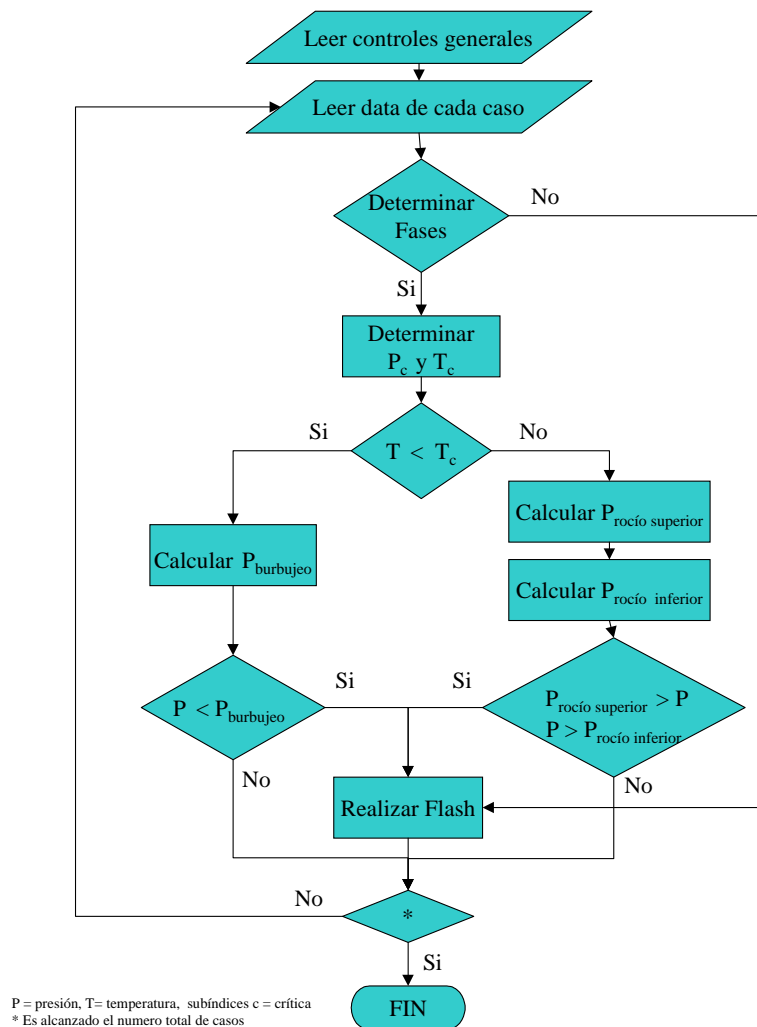 Leer controles generales
Leer data de cada caso
Determinar
Fases
No
Si
Determinar
Pc y Tc
Si
T < Tc
No
Calcular Procío superior
Calcular Pburbujeo
Calcular Procío inferior
P < Pburbujeo
Si
Si
Procío superior > P
P > Procío inferior
No
No
Realizar Flash
No
*
Si
FIN
P = presión, T= temperatura, subíndices c = crítica
* Es alcanzado el numero total de casos